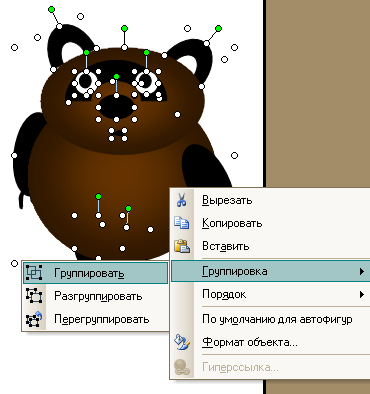 Вырезать
Копировать
Вставить
Группировка
Порядок
По умолчанию для автофигур
Формат объекта...
Гиперссылка...
Группировать
Разгруппировать
Перегруппировать